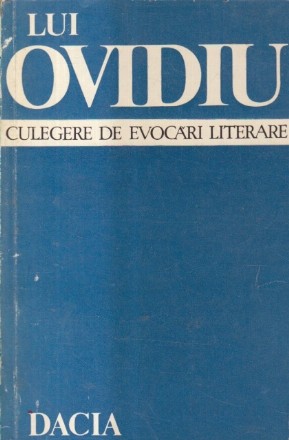 LUI
OVIDIU
CULEGERE DE EVOCĂRI LITERARE
DACIA